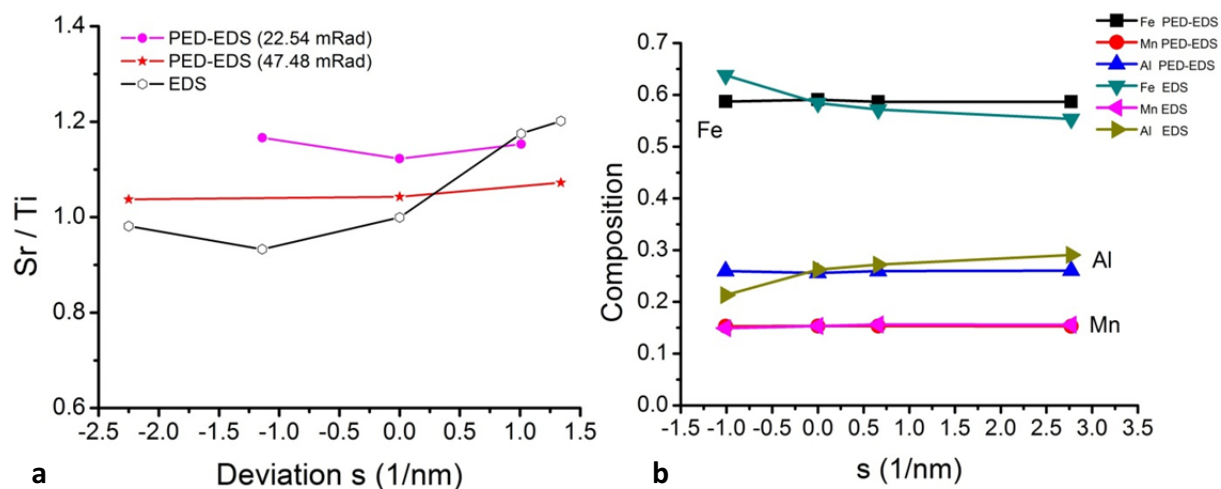 1.4
1.2
1.0
0.8
0.6
Sr / Ti
PED-EDS (22.54 mRad)
PED-EDS (47.48 mRad)
EDS
-2.5 -2.0 -1.5 -1.0 -0.5 0.0 0.5 1.0 1.5
Deviation s (1/nm)
a
Fe PED-EDS
Mn PED-EDS
Al PED-EDS
Fe EDS
Mn EDS
Al EDS
0.7
0.6
0.5
0.4
0.3
0.2
0.1
0.0
Composition
Fe
Al
Mn
-1.5 -1.0 -0.5 0.0 0.5 1.0 1.5 2.0 2.5 3.0 3.5
s (1/nm)
b